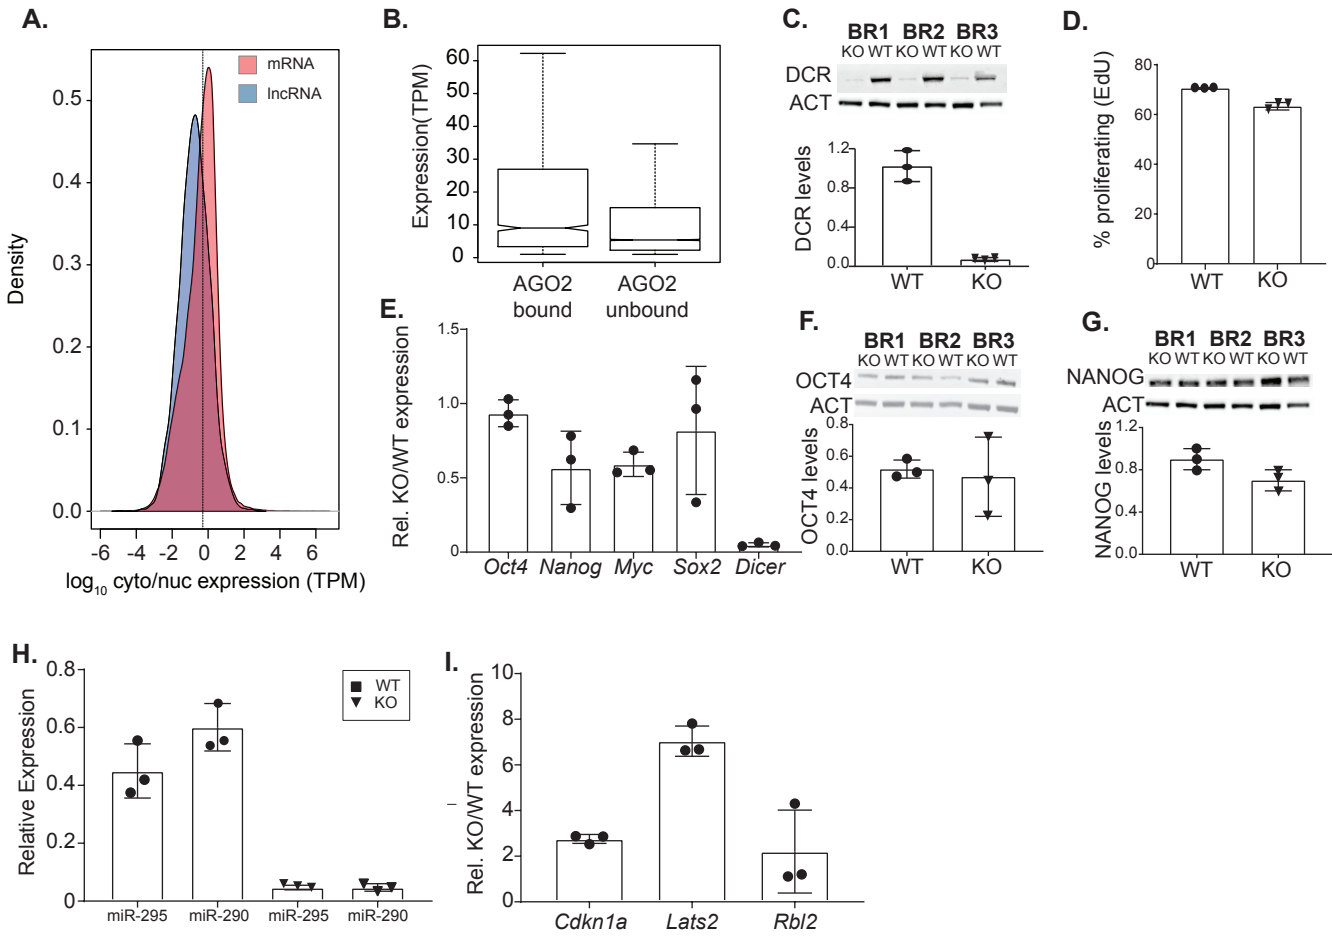 A.
mRNA
lncRNA
0.5
0.4
0.3
0.2
0.1
0.0
Density
-6 -4 -2 0 2 4 6
log10 cyto/nuc expression (TPM)
B.
60
50
40
30
20
10
0
Expression(TPM)
AGO2 bound
AGO2 unbound
C.
BR1 BR2 BR3
KO WT KO WT KO WT
DCR
ACT
1.2
0.8
0.4
0.0
DCR levels
WT KO
D.
80
60
40
20
0
% proliferating (EdU)
WT KO
E.
1.5
1.0
0.5
0
Rel. KO/WT expression
Oct4 Nanog Myc Sox2 Dicer
F.
BR1 BR2 BR3
KO WT KO WT KO WT
OCT4
ACT
0.8
0.6
0.4
0.2
0.0
OCT4 levels
WT KO
G.
BR1 BR2 BR3
KO WT KO WT KO WT
NANOG
ACT
1.2
0.8
0.4
0.0
NANOG levels
WT KO
H.
0.8
0.6
0.4
0.2
0
Relative Expression
WT
KO
miR-295 miR-290 miR-295 miR-290
I.
10
8
6
4
2
0
Rel. KO/WT expression
Cdkn1a Lats2 Rbl2